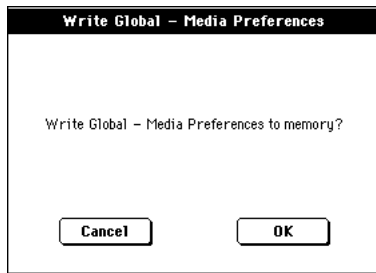 Write Global – Media Preferences
Write Global – Media Preferences to memory?
Cancel
OK